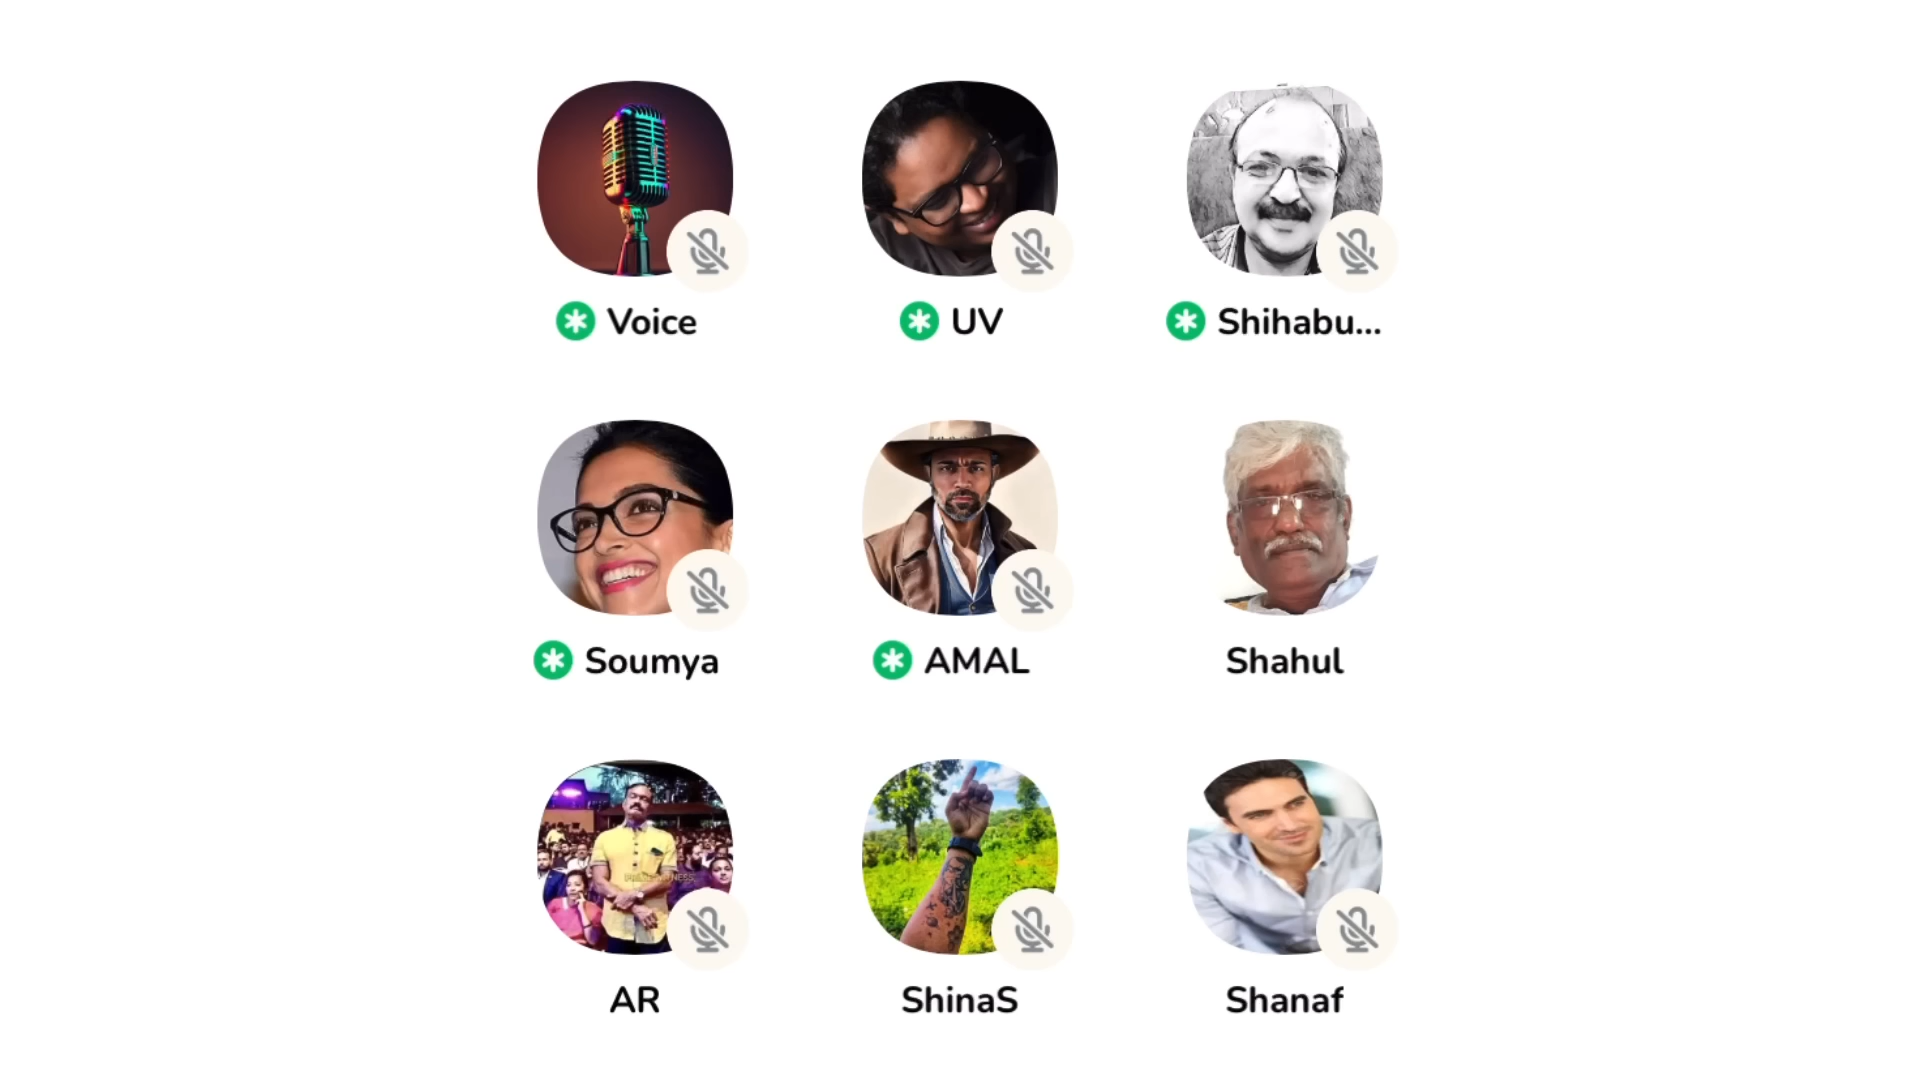 Voice
UV
Shihabu...
Soumya
AMAL
Shahul
AR
ShinaS
Shanaf